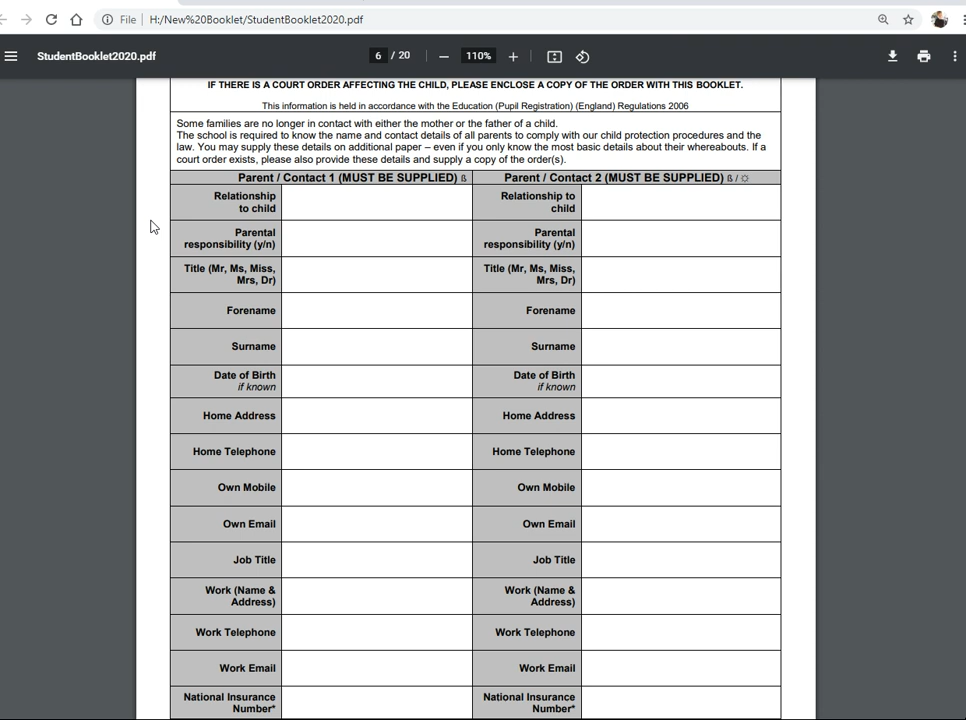 File | H:/New%20Booklet/StudentBooklet2020.pdf
StudentBooklet2020.pdf
6 / 20
110%
IF THERE IS A COURT ORDER AFFECTING THE CHILD, PLEASE ENCLOSE A COPY OF THE ORDER WITH THIS BOOKLET.
This information is held in accordance with the Education (Pupil Registration) (England) Regulations 2006
Some families are no longer in contact with either the mother or the father of a child.
The school is required to know the name and contact details of all parents to comply with our child protection procedures and the
law. You may supply these details on additional paper – even if you only know the most basic details about their whereabouts. If a
court order exists, please also provide these details and supply a copy of the order(s).
Parent / Contact 1 (MUST BE SUPPLIED) ß
Parent / Contact 2 (MUST BE SUPPLIED) ß / ☼
Relationship
to child
Relationship to
child
Parental
responsibility (y/n)
Parental
responsibility (y/n)
Title (Mr, Ms, Miss,
Mrs, Dr)
Title (Mr, Ms, Miss,
Mrs, Dr)
Forename
Forename
Surname
Surname
Date of Birth
if known
Date of Birth
if known
Home Address
Home Address
Home Telephone
Home Telephone
Own Mobile
Own Mobile
Own Email
Own Email
Job Title
Job Title
Work (Name &
Address)
Work (Name &
Address)
Work Telephone
Work Telephone
Work Email
Work Email
National Insurance
Number*
National Insurance
Number*